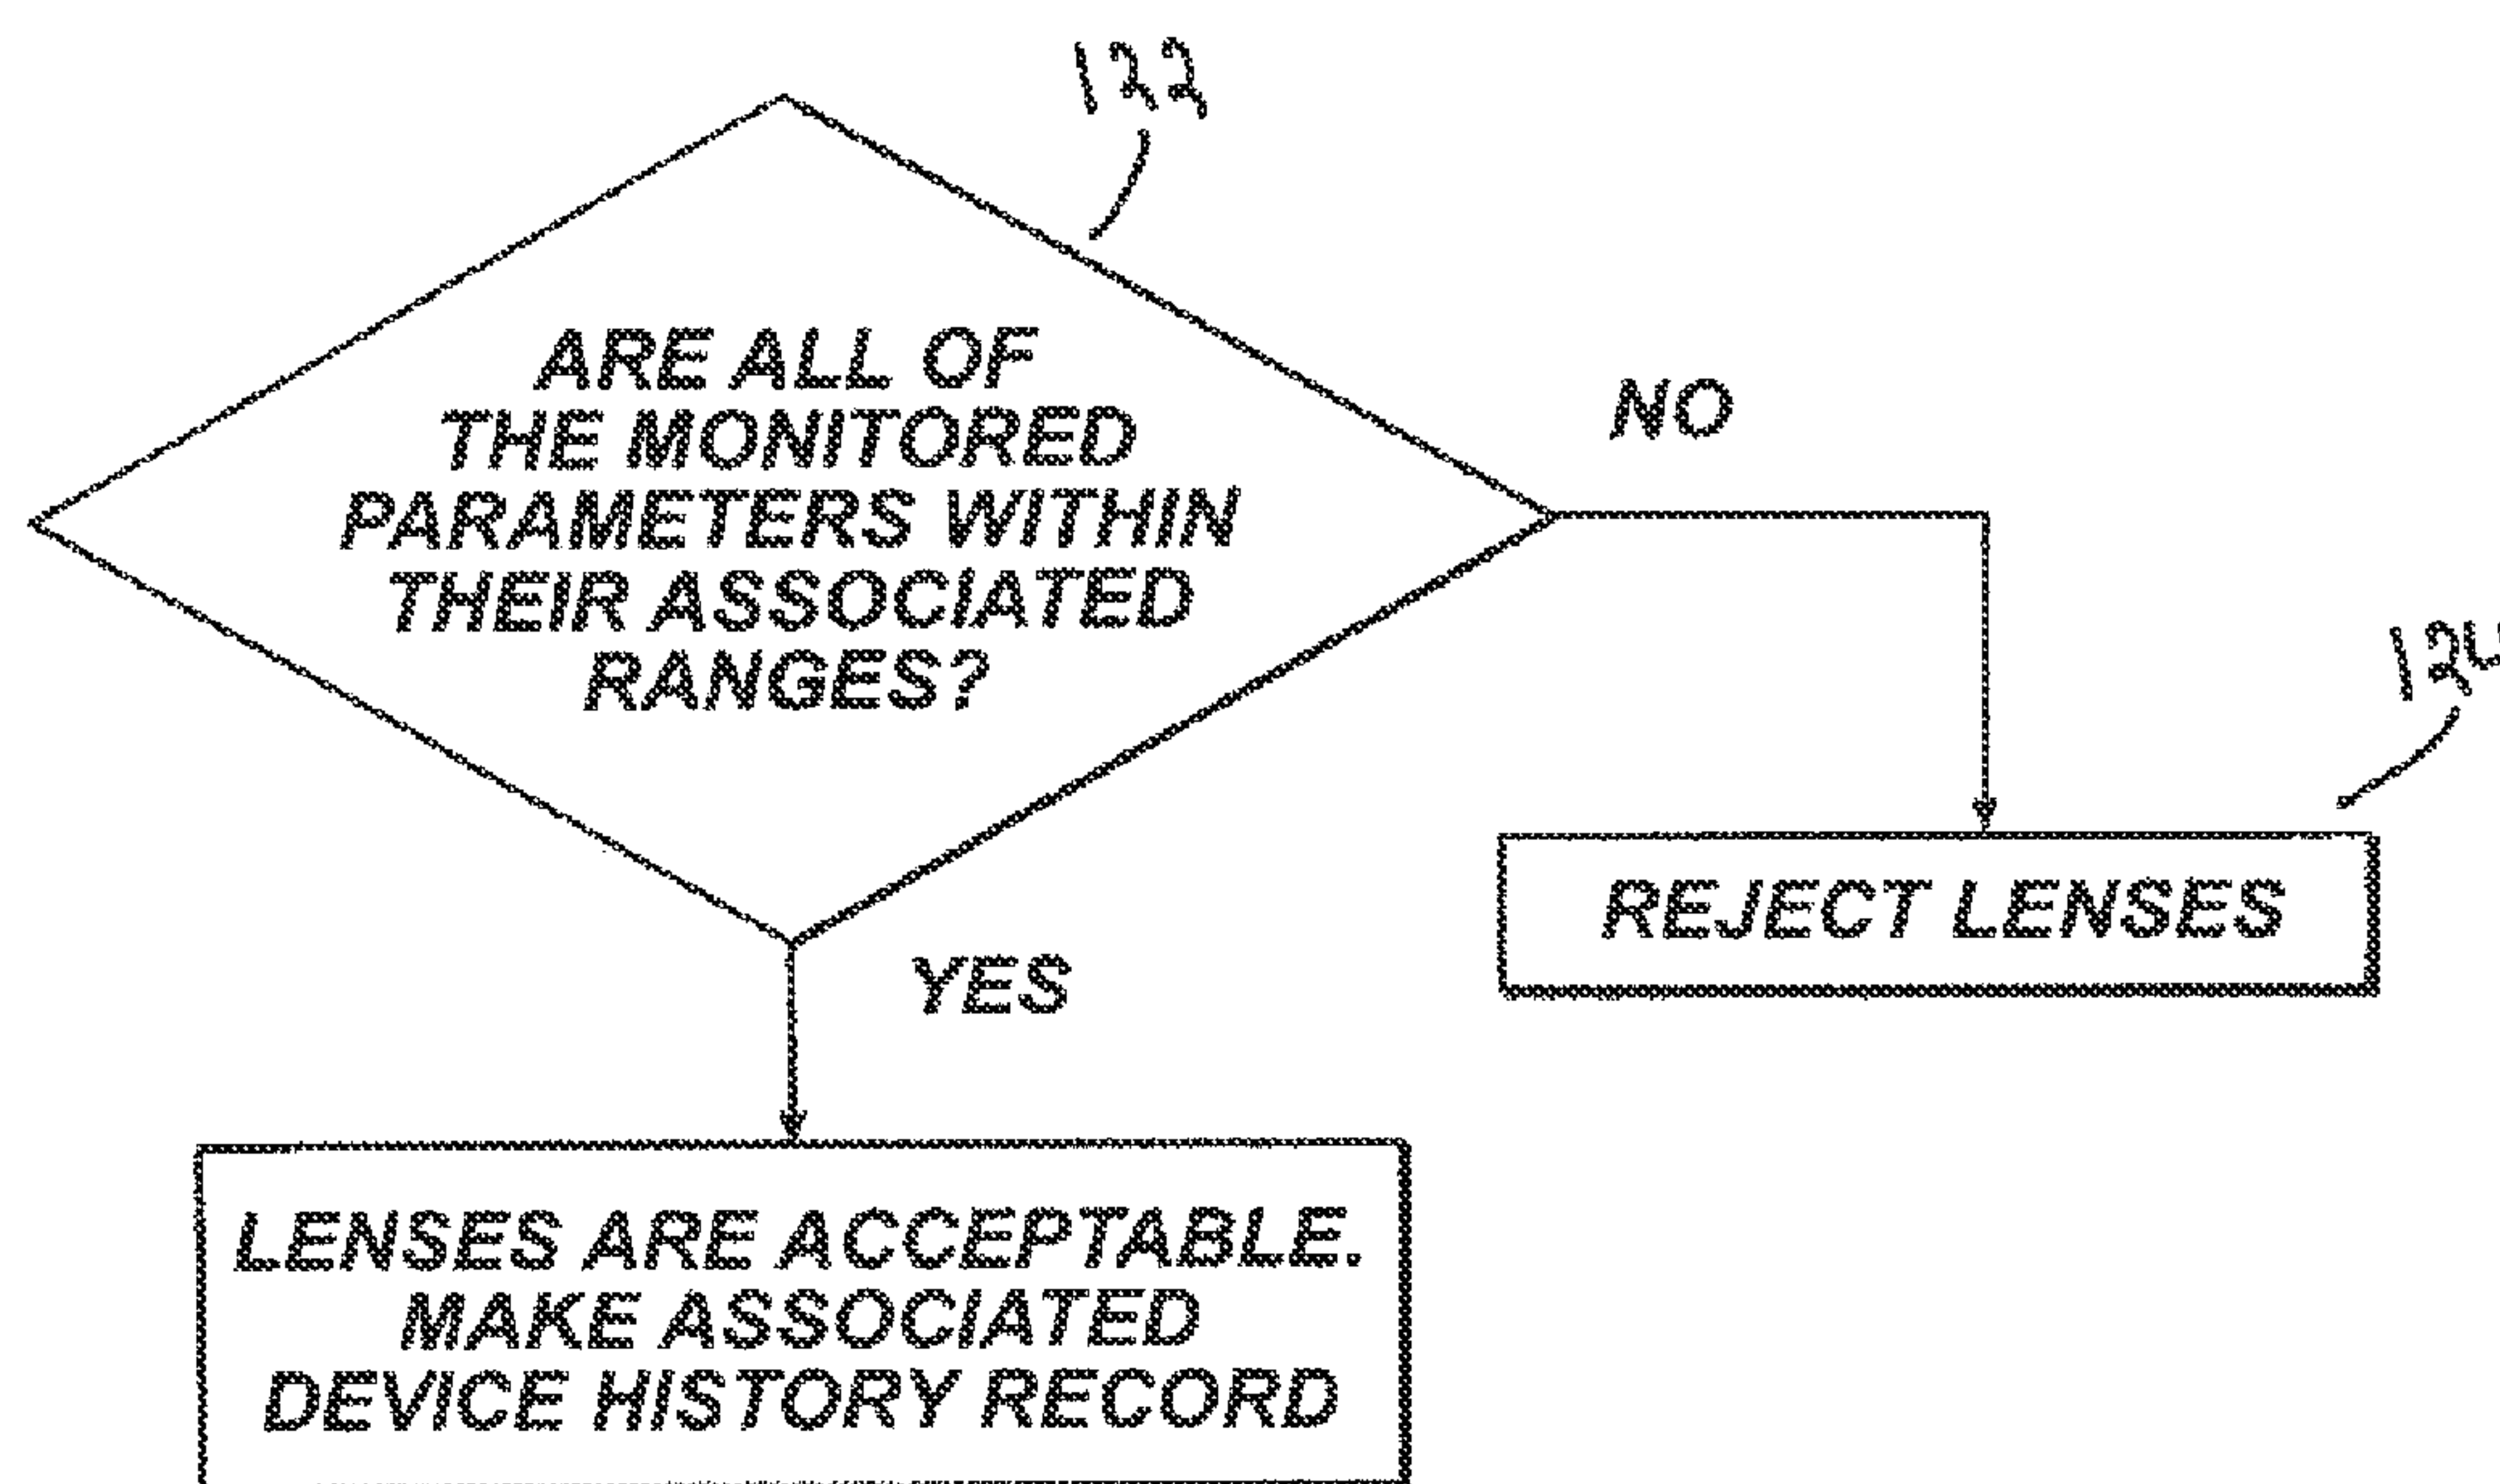 122
ARE ALL OF
THE MONITORED
PARAMETERS WITHIN
THEIR ASSOCIATED
RANGES?
NO
YES
REJECT LENSES
LENSES ARE ACCEPTABLE.
MAKE ASSOCIATED
DEVICE HISTORY RECORD